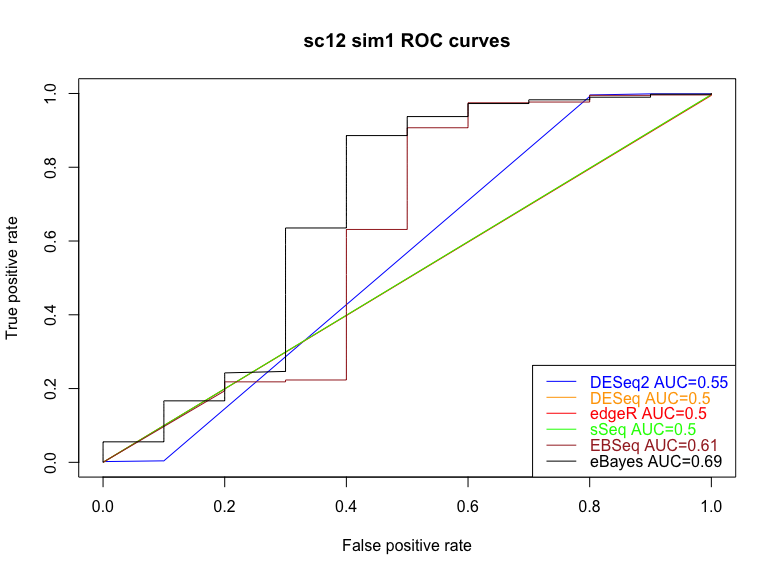 sc12 sim1 ROC curves
True positive rate
1.0
0.8
0.6
0.4
0.2
0.0
DESeq2 AUC=0.55
DESeq AUC=0.5
edgeR AUC=0.5
sSeq AUC=0.5
EBSeq AUC=0.61
eBayes AUC=0.69
0.0 0.2 0.4 0.6 0.8 1.0
False positive rate